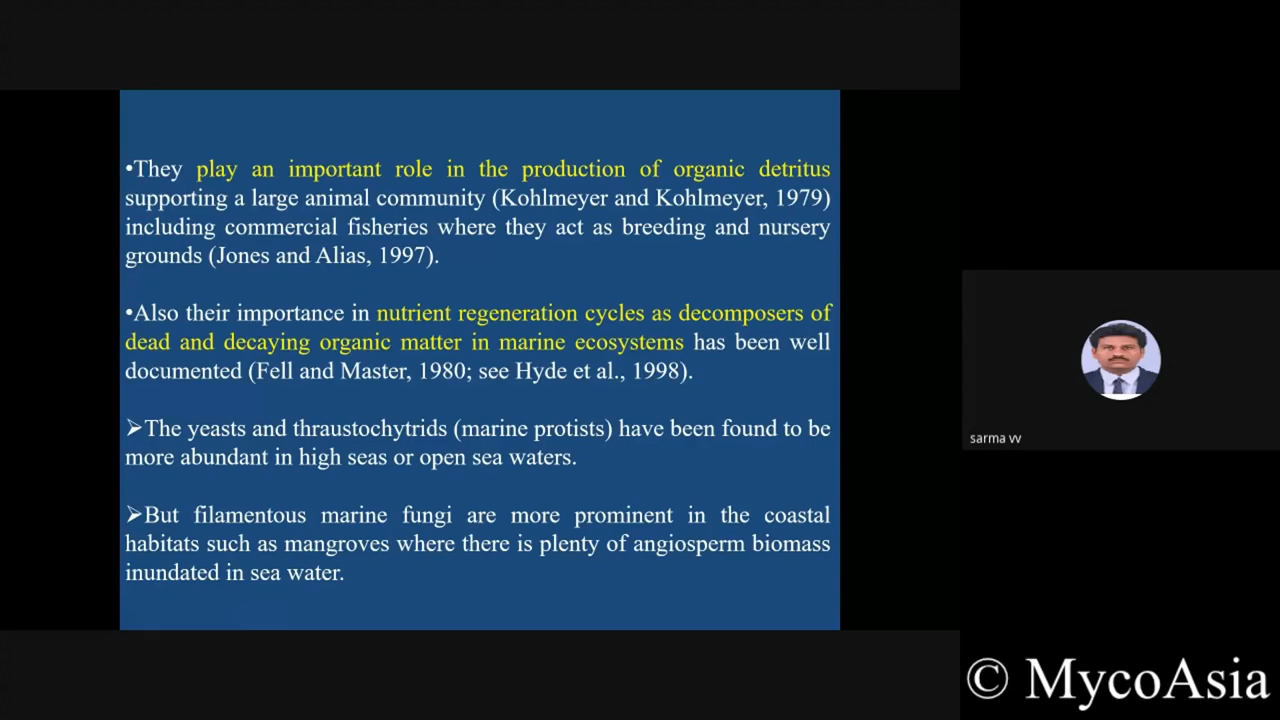 •They play an important role in the production of organic detritus
supporting a large animal community (Kohlmeyer and Kohlmeyer, 1979)
including commercial fisheries where they act as breeding and nursery
grounds (Jones and Alias, 1997).
•Also their importance in nutrient regeneration cycles as decomposers of
dead and decaying organic matter in marine ecosystems has been well
documented (Fell and Master, 1980; see Hyde et al., 1998).
➢The yeasts and thraustochytrids (marine protists) have been found to be
more abundant in high seas or open sea waters.
➢But filamentous marine fungi are more prominent in the coastal
habitats such as mangroves where there is plenty of angiosperm biomass
inundated in sea water.
sarma vv
© MycoAsia